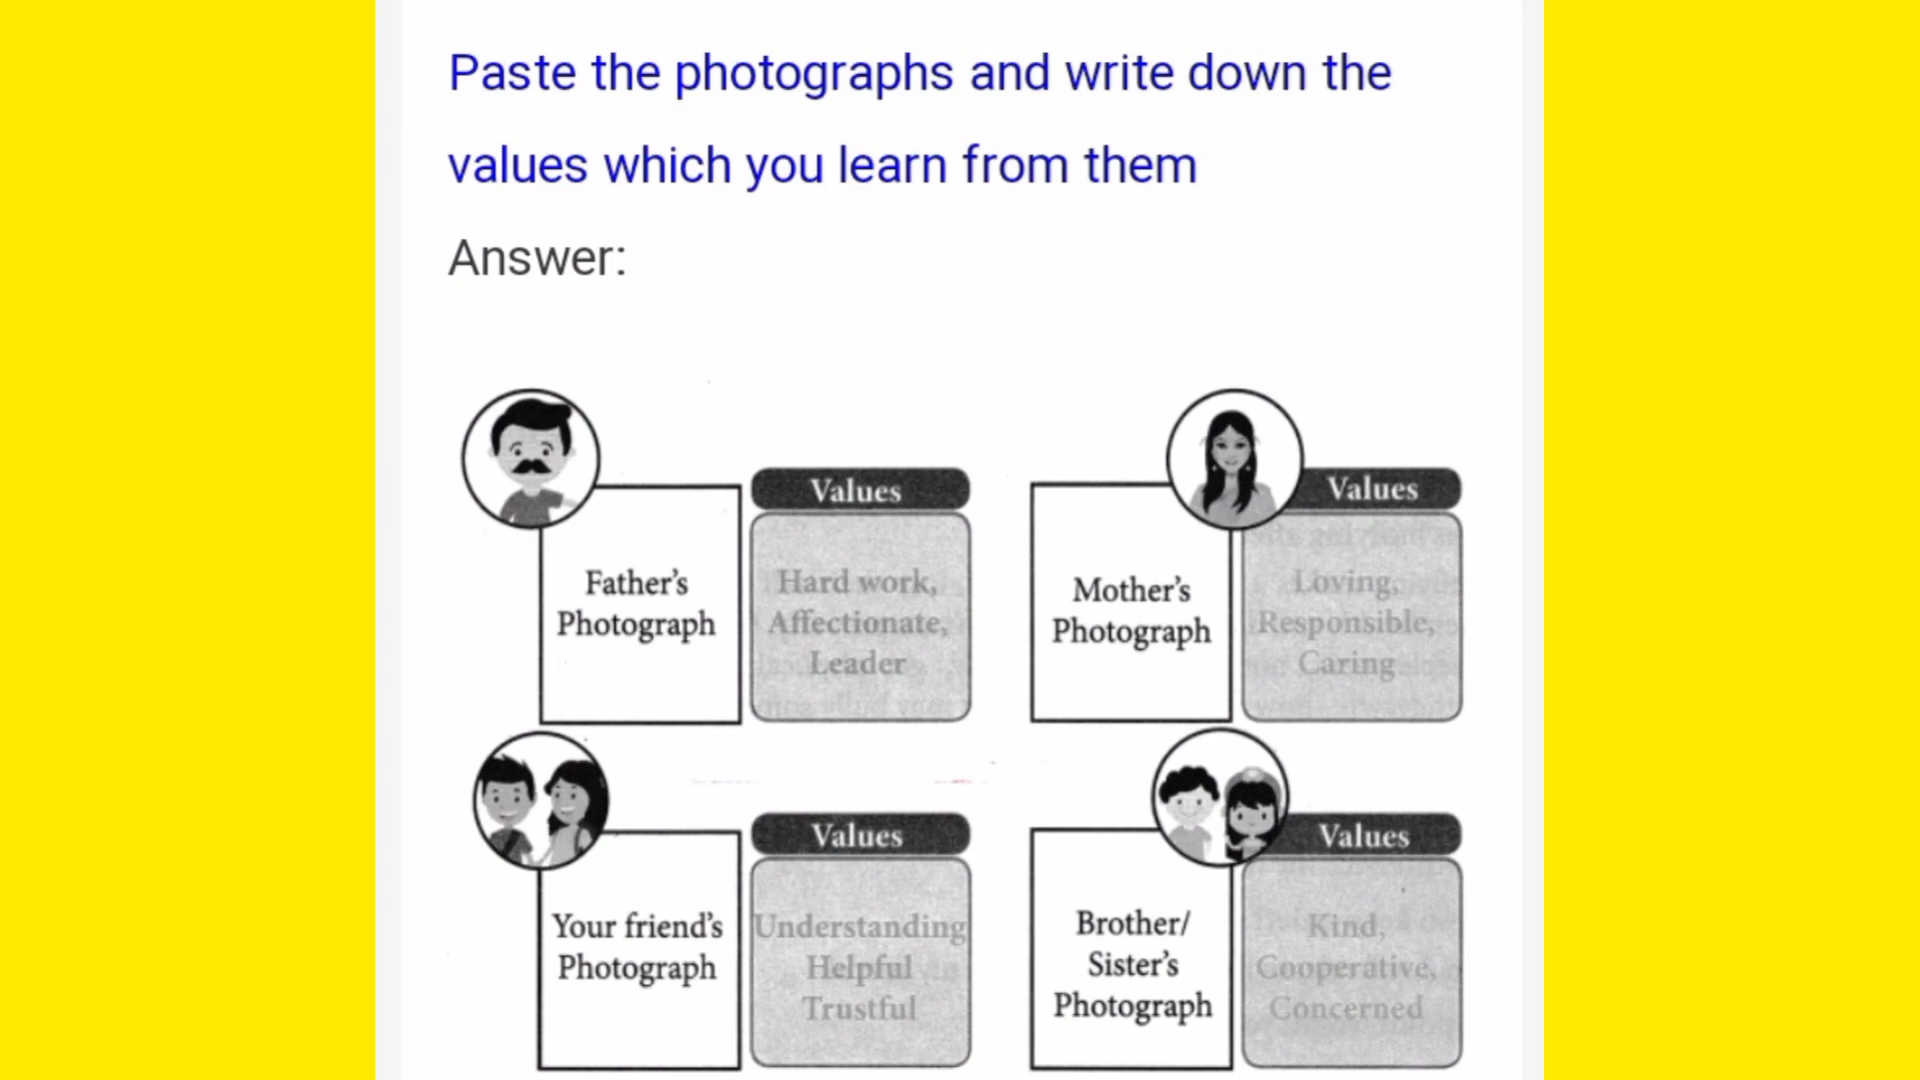 Paste the photographs and write down the
values which you learn from them
Answer:
Father's
Photograph
Values
Hard work,
Affectionate,
Leader
Mother's
Photograph
Values
Loving,
Responsible,
Caring
Your friend's
Photograph
Values
Understanding
Helpful
Trustful
Brother/
Sister's
Photograph
Values
Kind,
Cooperative,
Concerned